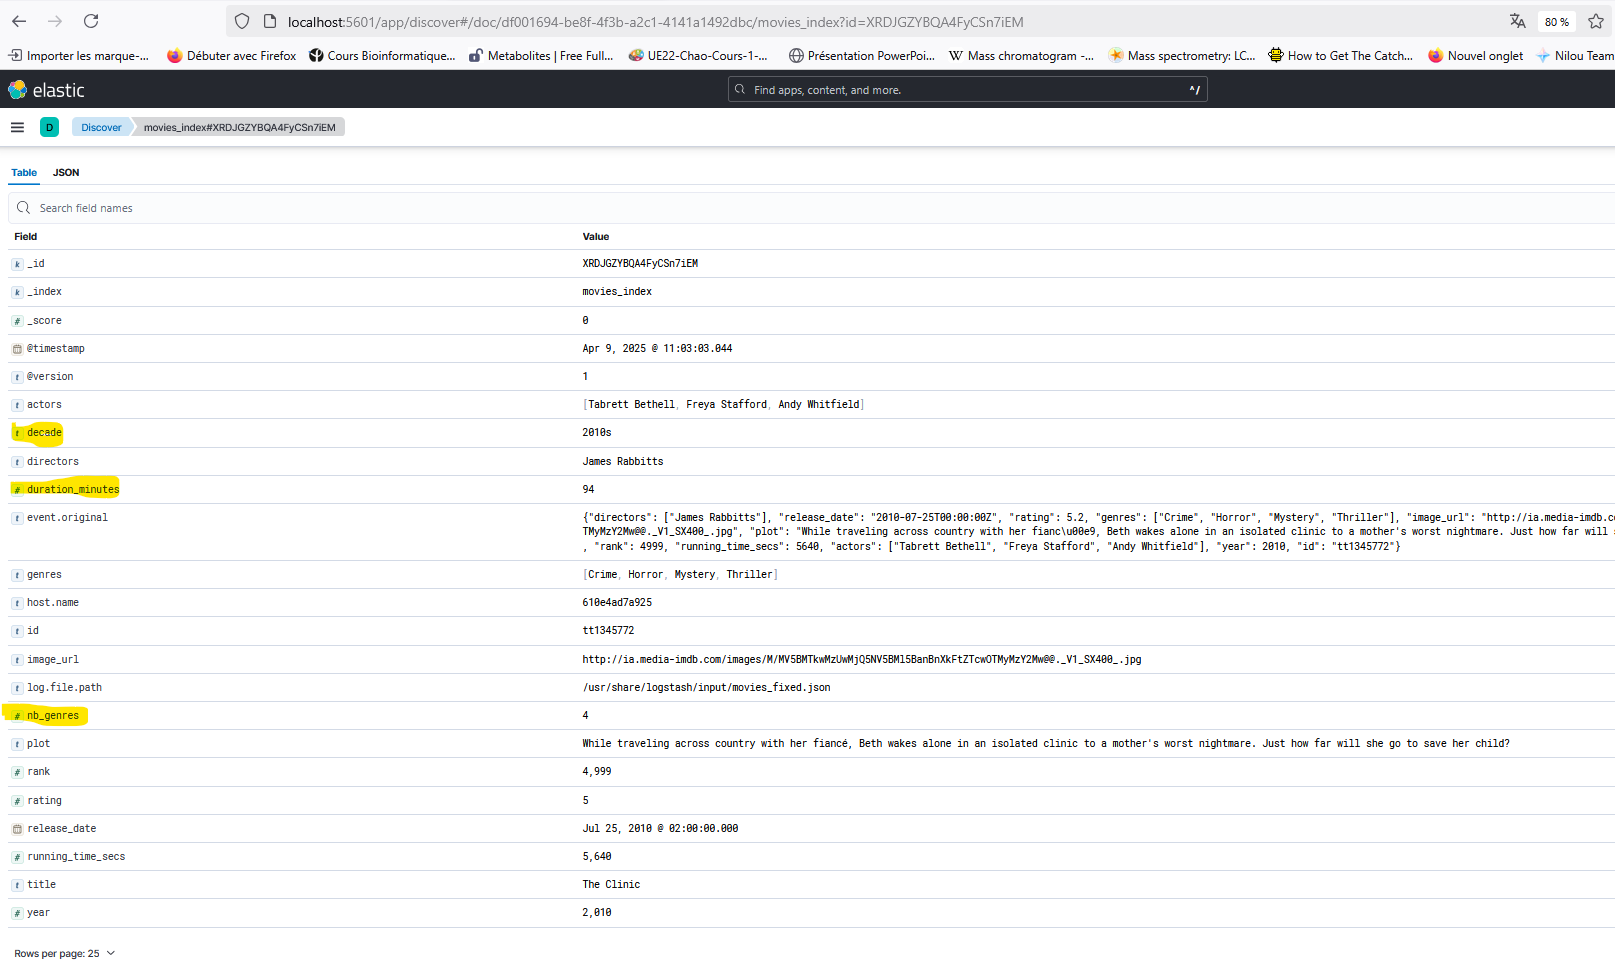 localhost:5601/app/discover#/doc/df001694-be8f-4f3b-a2c1-4141a1492dbc/movies_index?id=XRDJGZYBQA4FyCSn7iEM 80 %
Importer les marque-... Débuter avec Firefox Cours Bioinformatique... Metabolites | Free Full... UE22-Chao-Cours-1-... Présentation PowerPoi... W Mass chromatogram -... Mass spectrometry: LC... How to Get The Catch... Nouvel onglet Nilou Team
elastic Find apps, content, and more. ^/
D Discover movies_index#XRDJGZYBQA4FyCSn7iEM
Table JSON
Search field names
Field Value
k _id XRDJGZYBQA4FyCSn7iEM
k _index movies_index
# _score 0
@timestamp Apr 9, 2025 @ 11:03:03.044
t @version 1
t actors [Tabrett Bethell, Freya Stafford, Andy Whitfield]
t decade 2010s
t directors James Rabbitts
# duration_minutes 94
t event.original {"directors": ["James Rabbitts"], "release_date": "2010-07-25T00:00:00Z", "rating": 5.2, "genres": ["Crime", "Horror", "Mystery", "Thriller"], "image_url": "http://ia.media-imdb.co
TMyMzY2Mw@@._V1_SX400_.jpg", "plot": "While traveling across country with her fianc\u00e9, Beth wakes alone in an isolated clinic to a mother's worst nightmare. Just how far will
, "rank": 4999, "running_time_secs": 5640, "actors": ["Tabrett Bethell", "Freya Stafford", "Andy Whitfield"], "year": 2010, "id": "tt1345772"}
t genres [Crime, Horror, Mystery, Thriller]
t host.name 610e4ad7a925
t id tt1345772
t image_url http://ia.media-imdb.com/images/M/MV5BMTkwMzUwMjQ5NV5BMl5BanBnXkFtZTcwOTMyMzY2Mw@@._V1_SX400_.jpg
t log.file.path /usr/share/logstash/input/movies_fixed.json
# nb_genres 4
t plot While traveling across country with her fiancé, Beth wakes alone in an isolated clinic to a mother's worst nightmare. Just how far will she go to save her child?
# rank 4,999
# rating 5
release_date Jul 25, 2010 @ 02:00:00.000
# running_time_secs 5,640
t title The Clinic
# year 2,010
Rows per page: 25